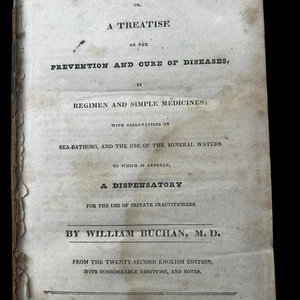 OR,
A TREATISE
ON THE
PREVENTION AND CURE OF DISEASES,
BY
REGIMEN AND SIMPLE MEDICINES;
WITH OBSERVATIONS ON
SEA-BATHING, AND THE USE OF THE MINERAL WATERS
TO WHICH IS ANNEXED,
A DISPENSATORY
FOR THE USE OF PRIVATE PRACTITIONERS.
BY WILLIAM BUCHAN, M. D.
FROM THE TWENTY-SECOND ENGLISH EDITION,
WITH CONSIDERABLE ADDITIONS, AND NOTES.